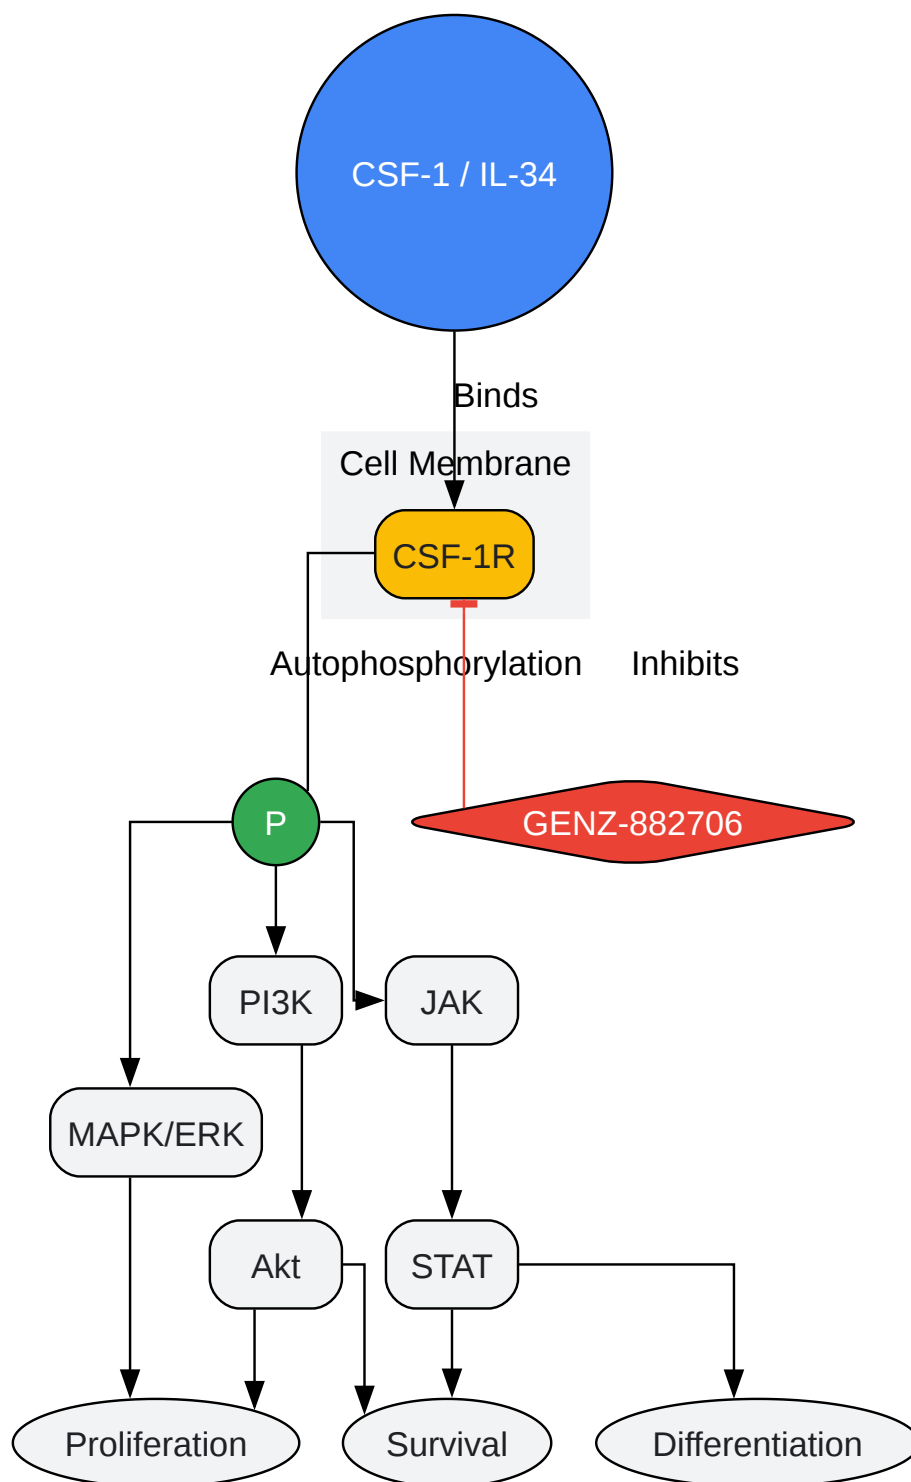 CSF-1 / IL-34
Binds
Cell Membrane
CSF-1R
Autophosphorylation
Inhibits
P
GENZ-882706
PI3K
JAK
MAPK/ERK
Akt
STAT
Proliferation
Survival
Differentiation